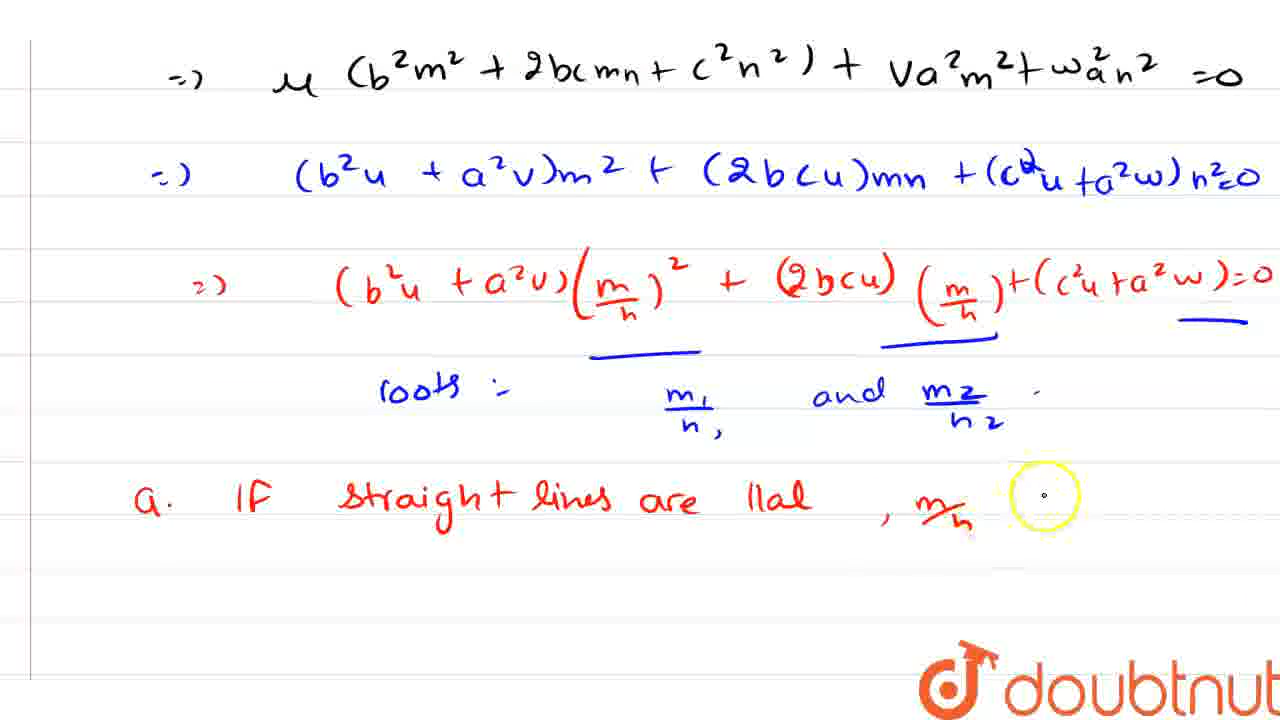 =) u (b²m² + 2bcmn + c²n²) + va²m² + wa²n² = 0
=) (b²u + a²v)m² + (2bcu)mn + (c²u + a²w)n² = 0
=) (b²u + a²v)(m/n)² + (2bcu)(m/n) + (c²u + a²w) = 0
roots :- m₁/n₁ and m₂/n₂ .
a. IF straight lines are llal , m/n
doubtnut